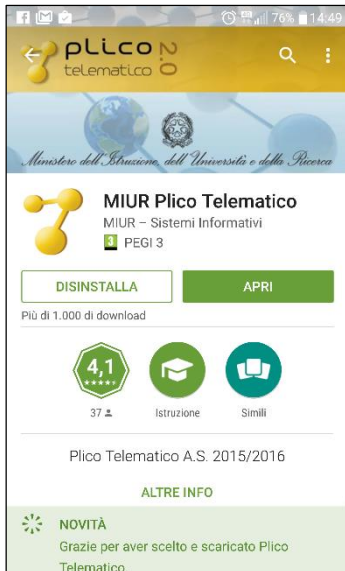 76% 14:49
plico 2.0
telematico
Ministero dell'Istruzione, dell'Università e della Ricerca
MIUR Plico Telematico
MIUR – Sistemi Informativi
3 PEGI 3
DISINSTALLA
APRI
Più di 1.000 di download
4,1
37
Istruzione
Simili
Plico Telematico A.S. 2015/2016
ALTRE INFO
NOVITÀ
Grazie per aver scelto e scaricato Plico
Telematico